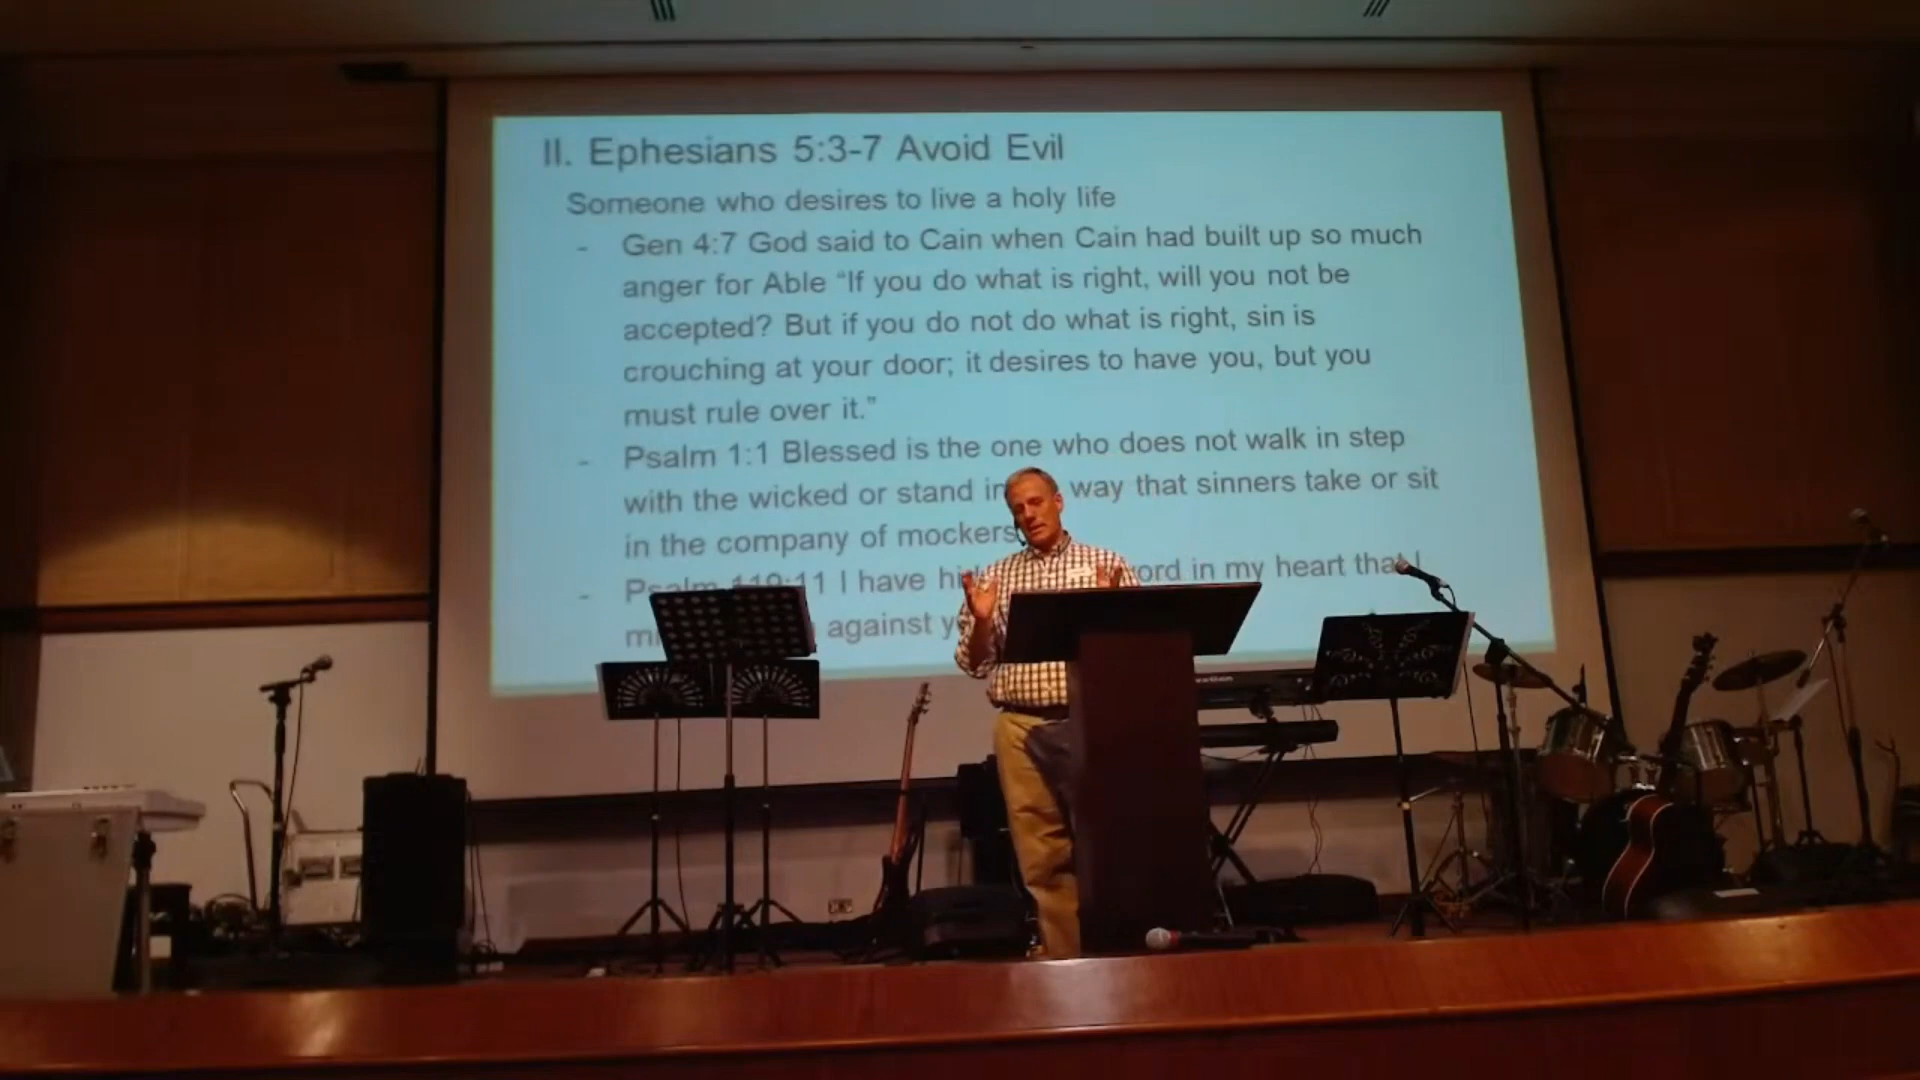 II. Ephesians 5:3-7 Avoid Evil
Someone who desires to live a holy life
- Gen 4:7 God said to Cain when Cain had built up so much
anger for Able “If you do what is right, will you not be
accepted? But if you do not do what is right, sin is
crouching at your door; it desires to have you, but you
must rule over it.”
- Psalm 1:1 Blessed is the one who does not walk in step
with the wicked or stand in way that sinners take or sit
in the company of mockers
- Psalm 119:11 I have word in my heart that I
against